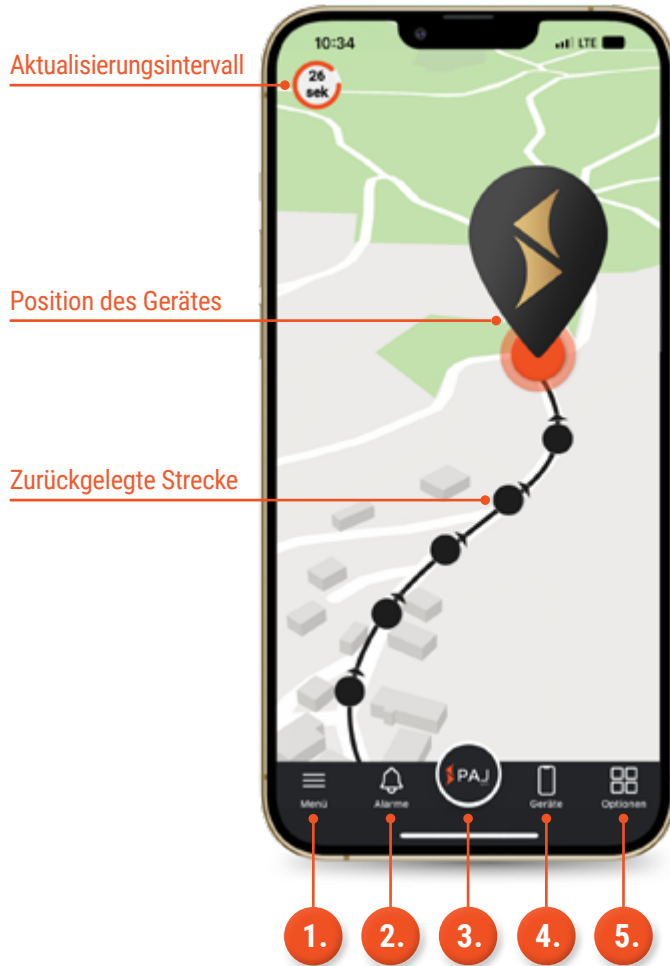 10:34
LTE
Aktualisierungsintervall
26
sek
Position des Gerätes
Zurückgelegte Strecke
PAJ
Menü
Alarme
Geräte
Optionen
1.
2.
3.
4.
5.